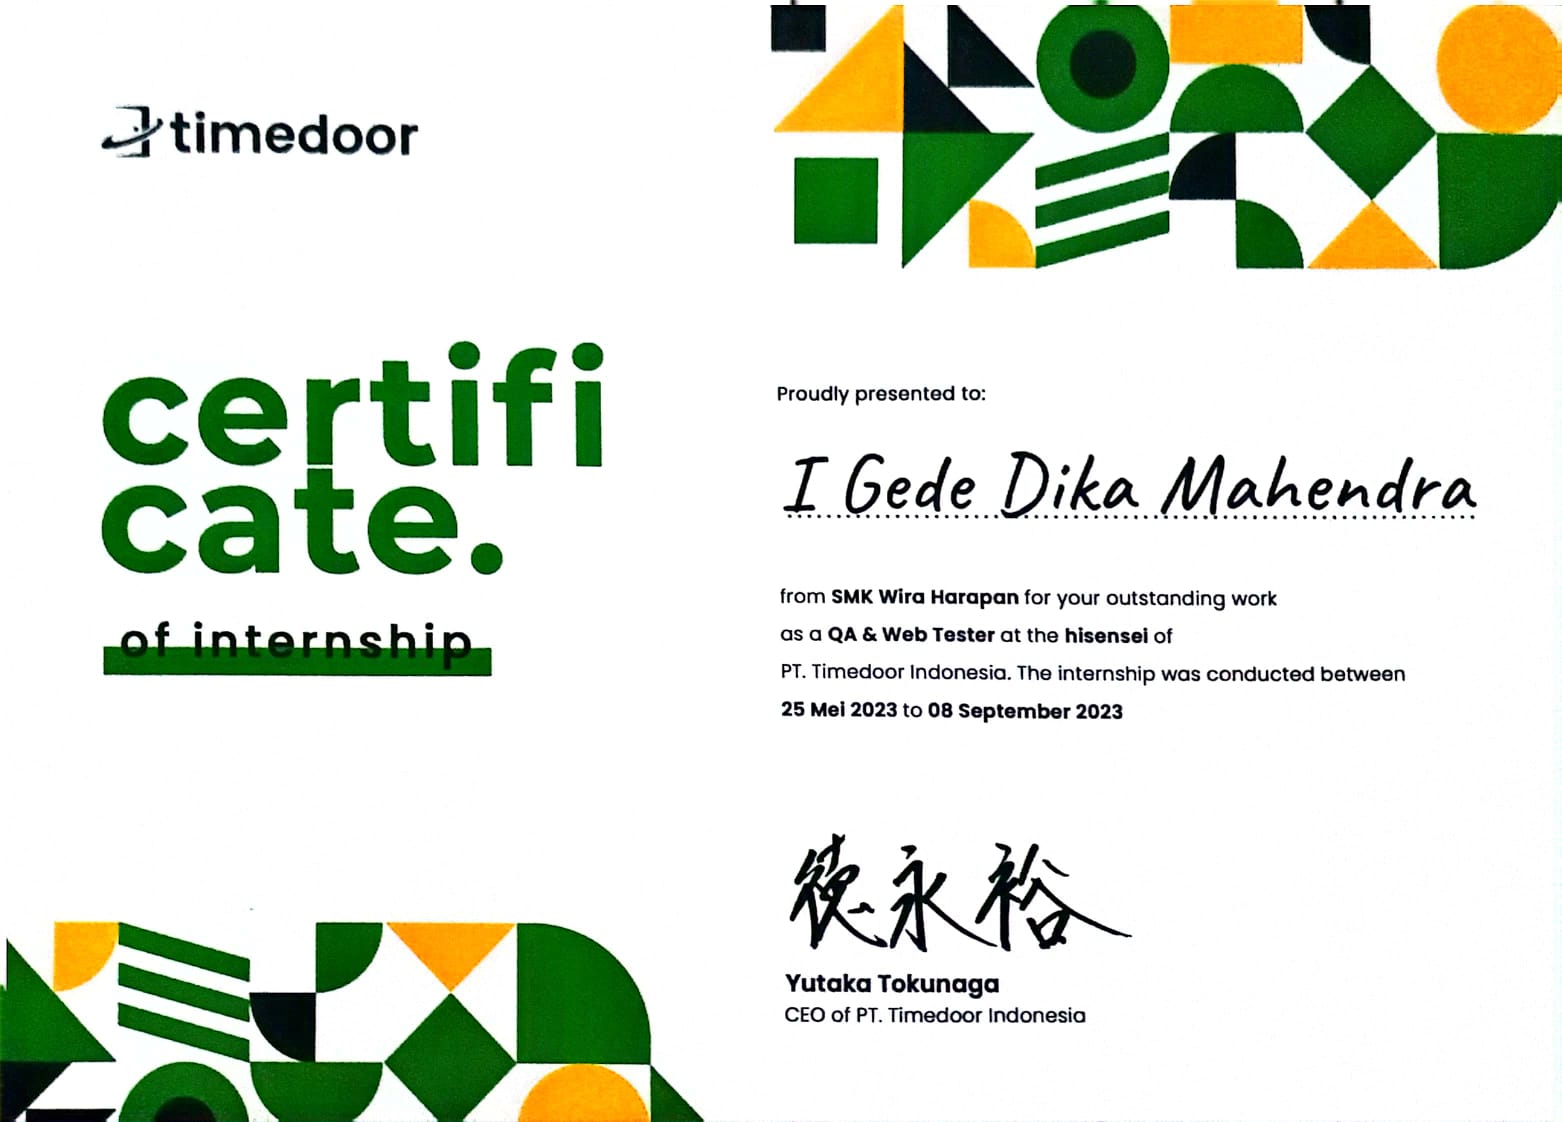 timedoor
certifi
cate.
of internship
Proudly presented to:
I Gede Dika Mahendra
from SMK Wira Harapan for your outstanding work
as a QA & Web Tester at the hisensei of
PT. Timedoor Indonesia. The internship was conducted between
25 Mei 2023 to 08 September 2023
徳永裕
Yutaka Tokunaga
CEO of PT. Timedoor Indonesia